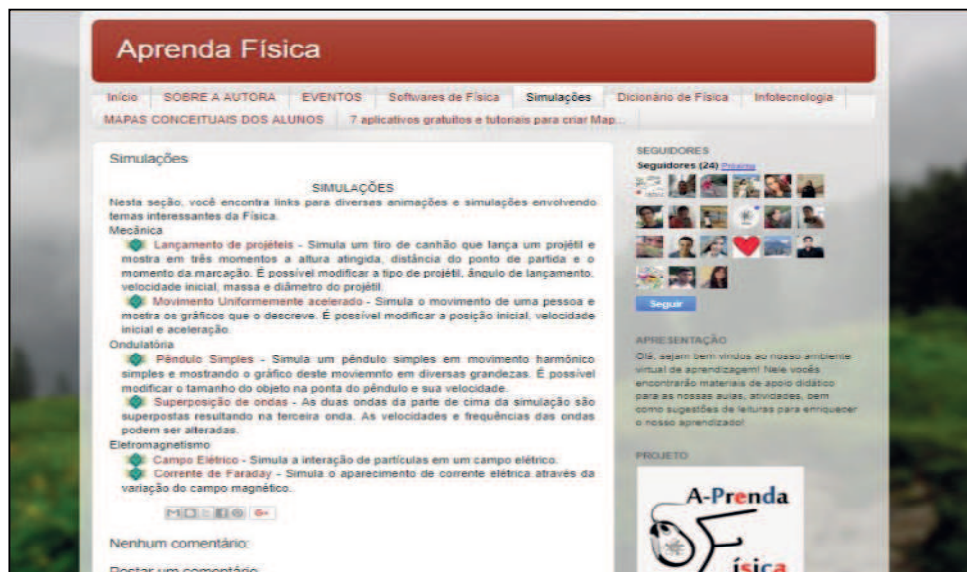 Aprenda Física
Início SOBRE A AUTORA EVENTOS Softwares de Física Simulações Dicionário de Física Infotecnologia
MAPAS CONCEITUAIS DOS ALUNOS 7 aplicativos gratuitos e tutoriais para criar Map...
Simulações
SIMULAÇÕES
Nesta seção, você encontra links para diversas animações e simulações envolvendo
temas interessantes da Física.
Mecânica
Lançamento de projéteis - Simula um tiro de canhão que lança um projétil e
mostra em três momentos a altura atingida, distância do ponto de partida e o
momento da marcação. É possível modificar a tipo de projétil, ângulo de lançamento,
velocidade inicial, massa e diâmetro do projétil.
Movimento Uniformemente acelerado - Simula o movimento de uma pessoa e
mostra os gráficos que o descreve. É possível modificar a posição inicial, velocidade
inicial e aceleração.
Ondulatória
Pêndulo Simples - Simula um pêndulo simples em movimento harmônico
simples e mostrando o gráfico deste moviemnto em diversas grandezas. É possível
modificar o tamanho do objeto na ponta do pêndulo e sua velocidade.
Superposição de ondas - As duas ondas da parte de cima da simulação são
superpostas resultando na terceira onda. As velocidades e frequências das ondas
podem ser alteradas.
Eletromagnetismo
Campo Elétrico - Simula a interação de partículas em um campo elétrico.
Corrente de Faraday - Simula o aparecimento de corrente elétrica através da
variação do campo magnético.
Nenhum comentário:
Postar um comentário
SEGUIDORES
Seguidores (24) Próxima
Seguir
APRESENTAÇÃO
Olá, sejam bem vindos ao nosso ambiente
virtual de aprendizagem! Nele vocês
encontrarão materiais de apoio didático
para as nossas aulas, atividades, bem
como sugestões de leituras para enriquecer
o nosso aprendizado!
PROJETO
A-Prenda
Física